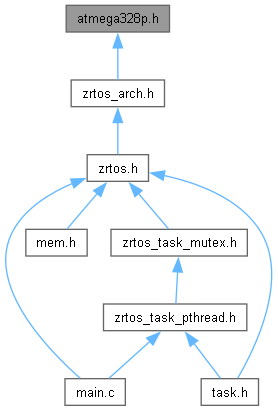 atmega328p.h
zrtos_arch.h
zrtos.h
mem.h
zrtos_task_mutex.h
zrtos_task_pthread.h
main.c
task.h